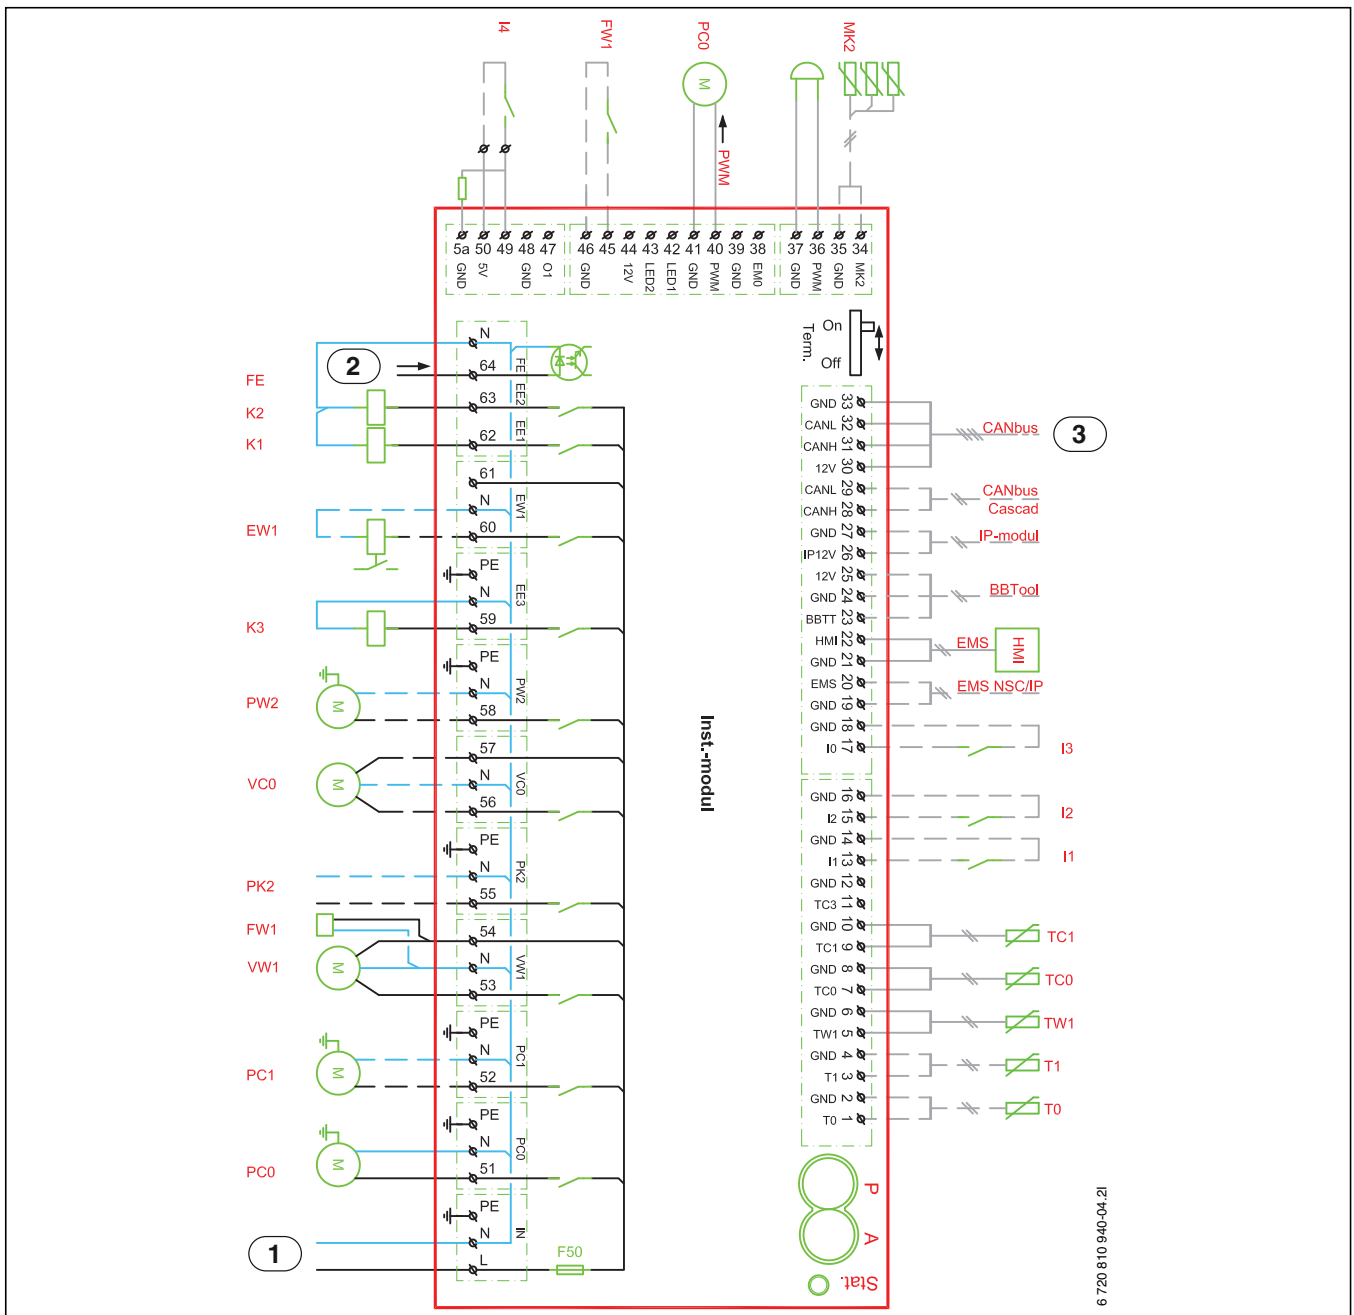 I4
FW1
PC0
MK2
M
PWM
5a 50 49 48 47 46 45 44 43 42 41 40 39 38 37 36 35 34
GND 5V GND O1 GND 12V LED2 LED1 GND PWM GND EM0 GND PWM GND MK2
Term.
On
Off
2
FE
K2
K1
N
64
FE
63
EE2
62
EE1
61
EW1
N
EW1
60
PE
N
EE3
K3
59
PE
PW2
N
PW2
M
58
57
VC0
N
VC0
M
56
PE
PK2
N
PK2
55
FW1
54
VW1
N
VW1
M
53
PE
PC1
N
PC1
M
52
PE
PC0
N
PC0
M
51
PE
N
IN
1
L
F50
Inst.-modul
GND 33
CANL 32
CANH 31
12V 30
CANbus
3
CANL 29
CANH 28
CANbus
Cascad
GND 27
IP12V 26
IP-modul
12V 25
GND 24
BBTT 23
BBTool
HMI 22
GND 21
EMS
HMI
EMS 20
GND 19
EMS NSC/IP
GND 18
I0 17
I3
GND 16
I2 15
I2
GND 14
I1 13
I1
GND 12
TC3 11
GND 10
TC1 9
TC1
GND 8
TC0 7
TC0
GND 6
TW1 5
TW1
GND 4
T1 3
T1
GND 2
T0 1
T0
P
A
Stat.
6 720 810 940-04.2I